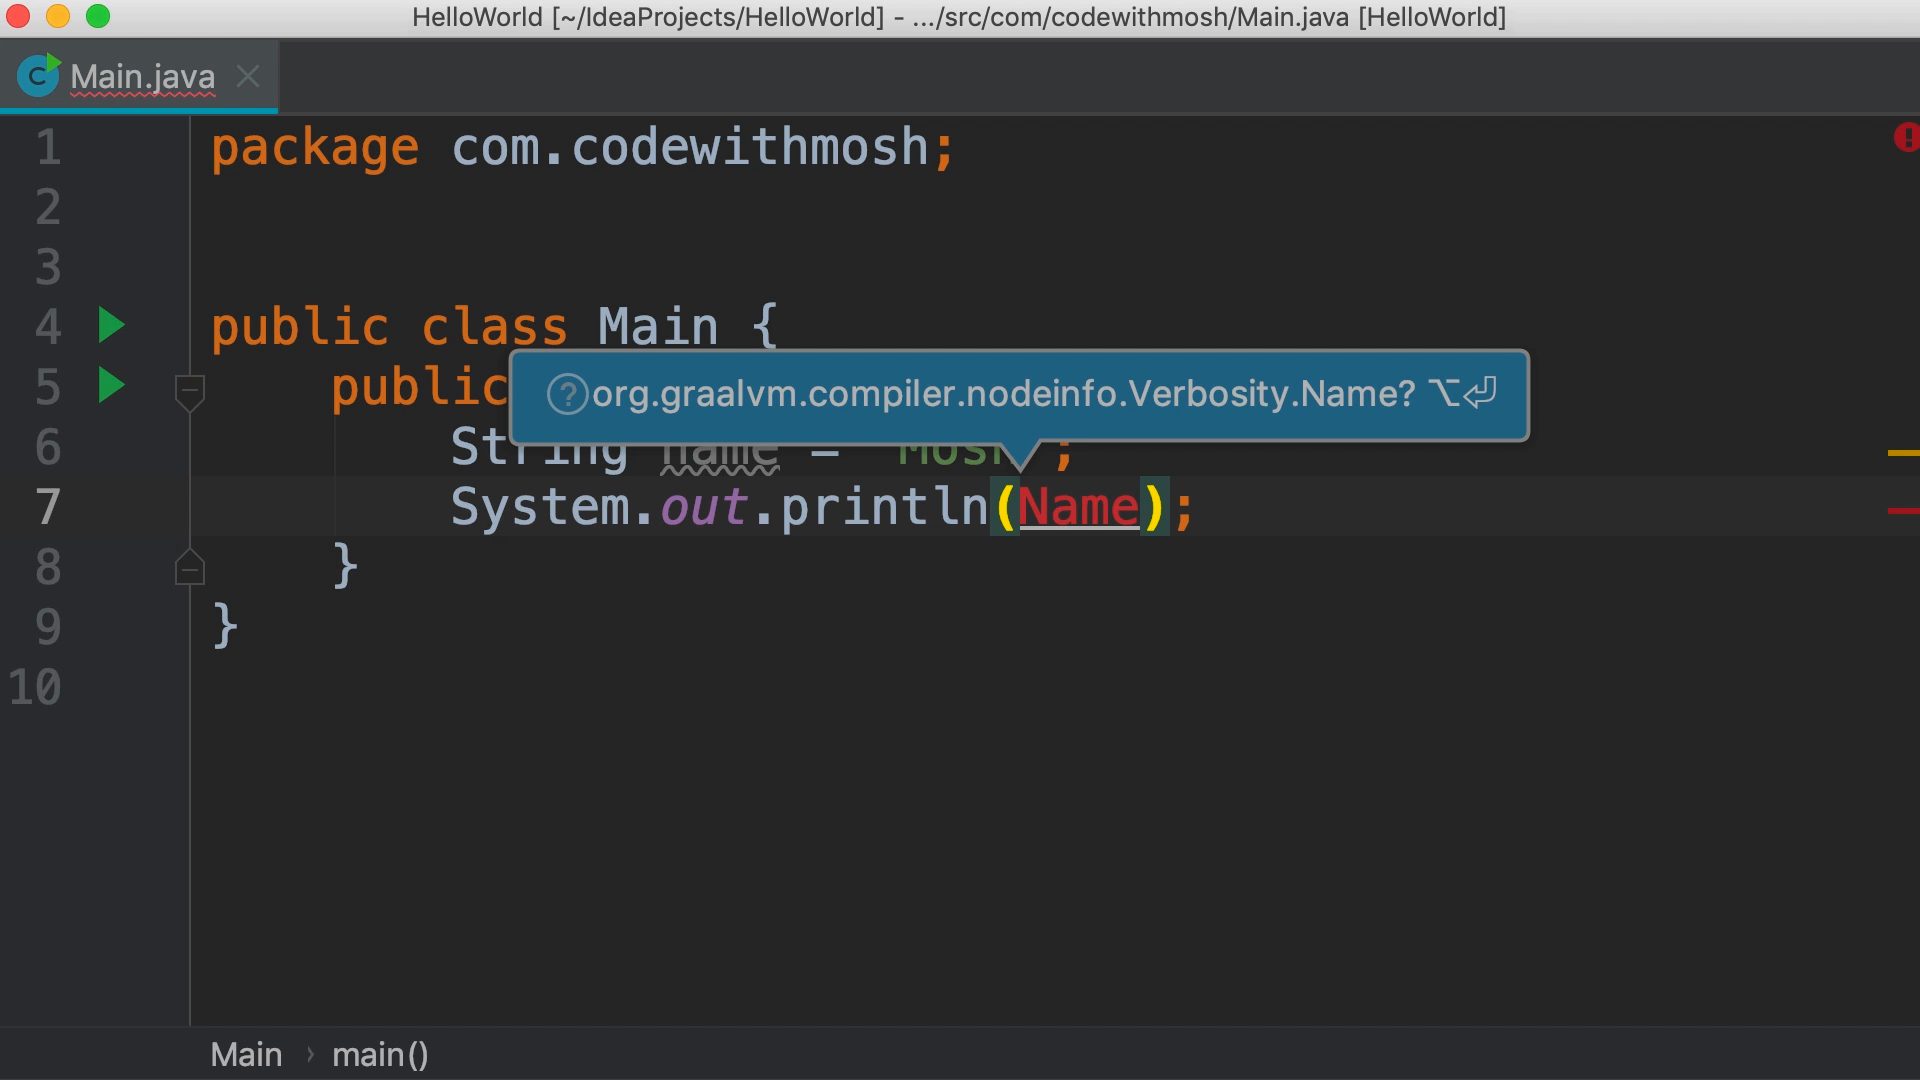 HelloWorld [~/IdeaProjects/HelloWorld] - .../src/com/codewithmosh/Main.java [HelloWorld]
C Main.java
1 package com.codewithmosh;
2
3
4 public class Main {
5 public
org.graalvm.compiler.nodeinfo.Verbosity.Name? ⌥⏎
6 String name = Mosh ;
7 System.out.println(Name);
8 }
9 }
10
Main › main()